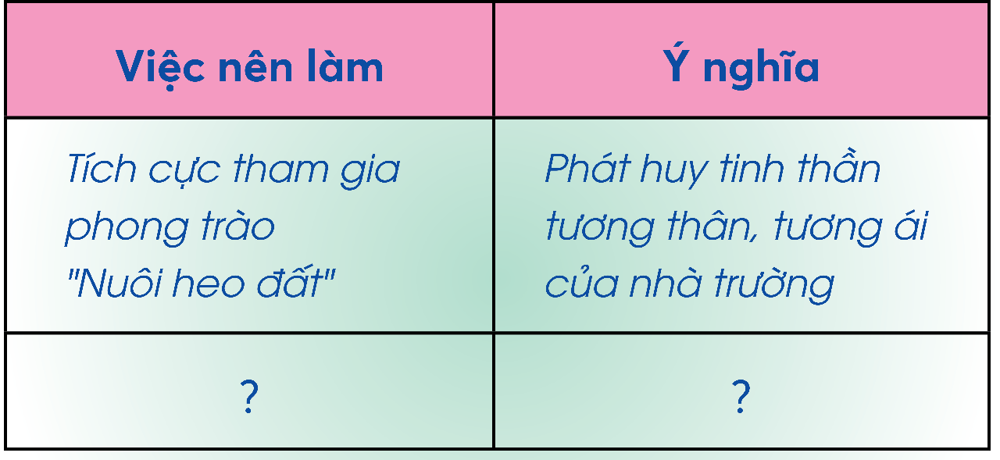 Việc nên làm
Ý nghĩa
Tích cực tham gia
phong trào
"Nuôi heo đất"
Phát huy tinh thần
tương thân, tương ái
của nhà trường
?
?